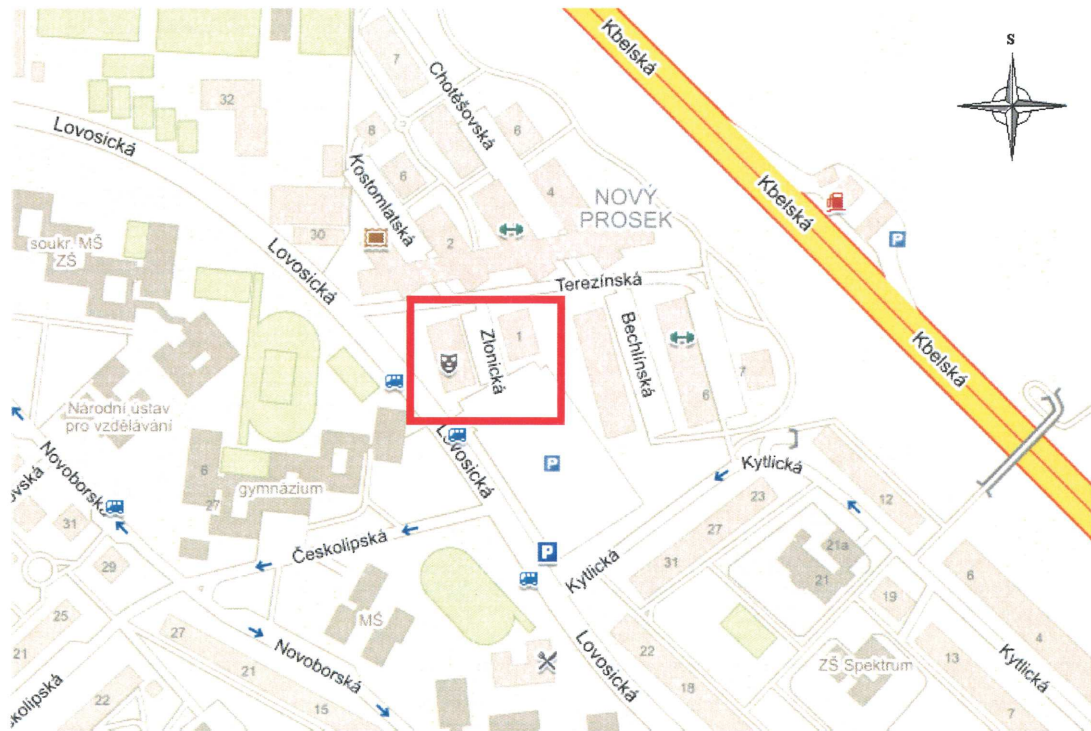 Kbelská
S
7
Chotěšovská
32
Lovosická
8
6
Kostomlatská
6
4
NOVÝ
PROSEK
Kbelská
P
soukr. MŠ
ZŠ
30
2
Lovosická
Terezínská
Zlonická
1
Bechlínská
Kbelská
7
6
Národní ústav
pro vzdělávání
Lovosická
Novoborská
6
27
gymnázium
P
Kytlická
23
12
31
27
31
21a
21
Českolipská
P
Kytlická
29
19
6
MŠ
25
27
21
Novoborská
22
Lovosická
ZŠ Spektrum
13
4
Kytlická
21
22
15
18
7